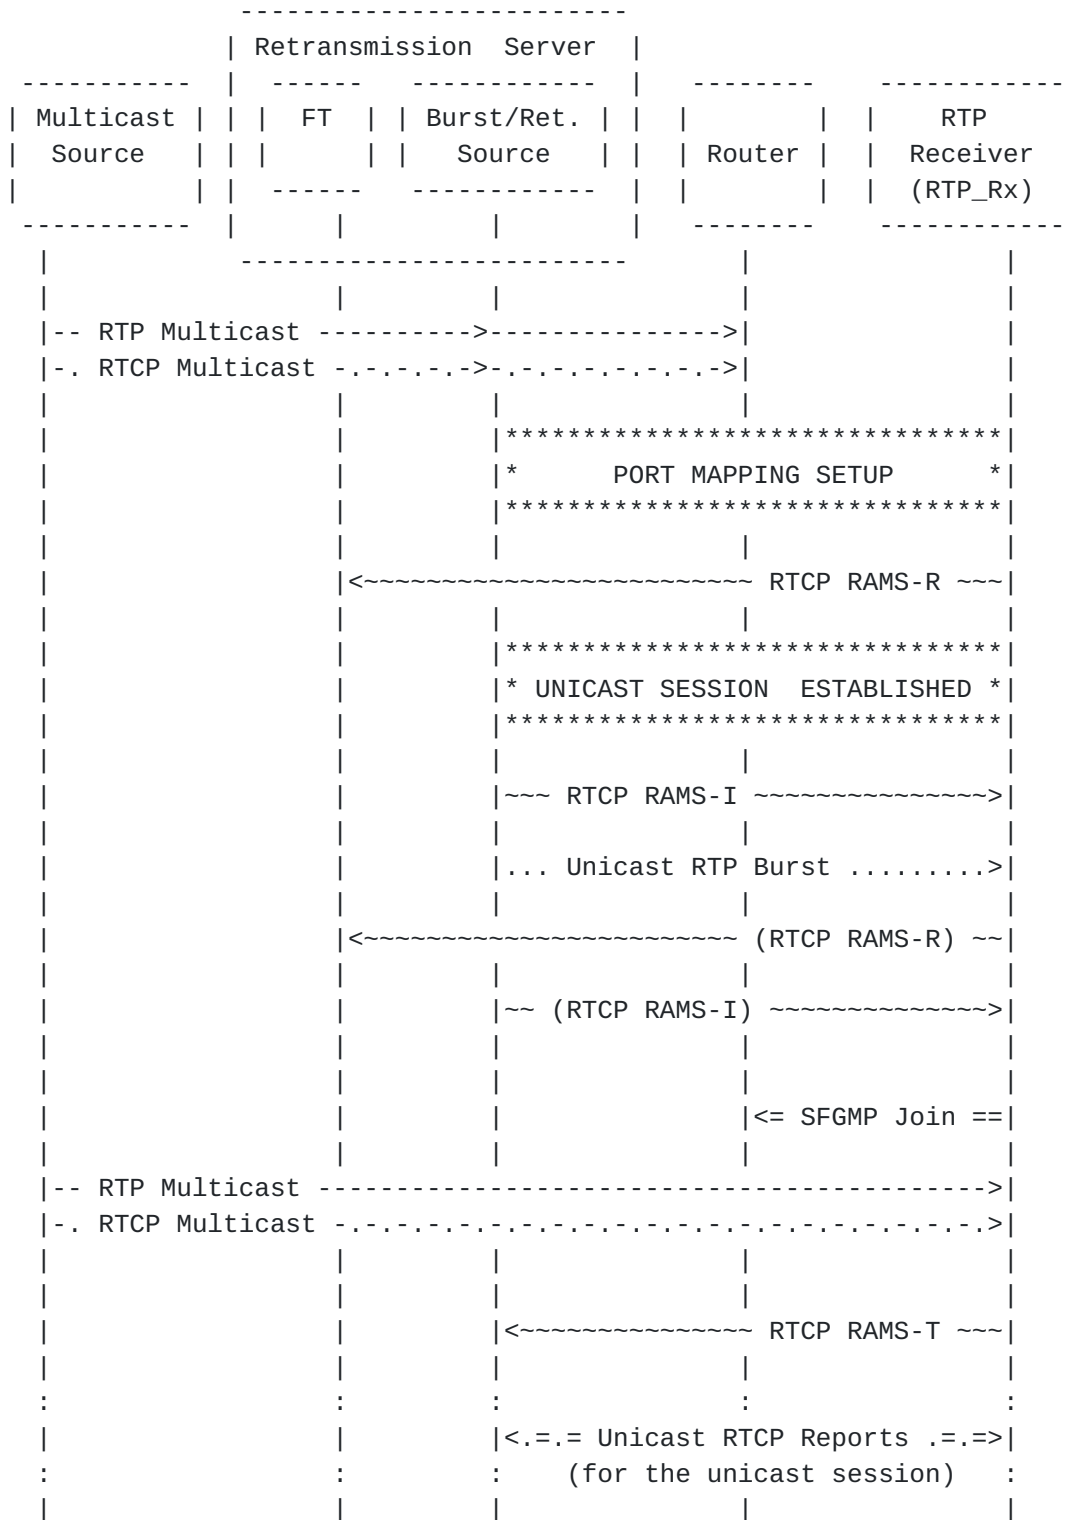 Retransmission  Server
Multicast  FT  Burst/Ret.  RTP
Source  Source  Router  Receiver
(RTP_Rx)
-- RTP Multicast ---------->--------------->
-. RTCP Multicast -.-.-.-.->-.-.-.-.-.-.-.->
********************************
*      PORT MAPPING SETUP      *
********************************
<~~~~~~~~~~~~~~~~~~~~~~~~~ RTCP RAMS-R ~~~
********************************
* UNICAST SESSION  ESTABLISHED *
********************************
~~~ RTCP RAMS-I ~~~~~~~~~~~~~~~>
... Unicast RTP Burst .........>
<~~~~~~~~~~~~~~~~~~~~~~~~ (RTCP RAMS-R) ~~
~~ (RTCP RAMS-I) ~~~~~~~~~~~~~~>
<= SFGMP Join ==
-- RTP Multicast ------------------------------------------->
-. RTCP Multicast -.-.-.-.-.-.-.-.-.-.-.-.-.-.-.-.-.-.-.-.-.>
<~~~~~~~~~~~~~~~ RTCP RAMS-T ~~~
<.=.= Unicast RTCP Reports .=.=>
(for the unicast session)